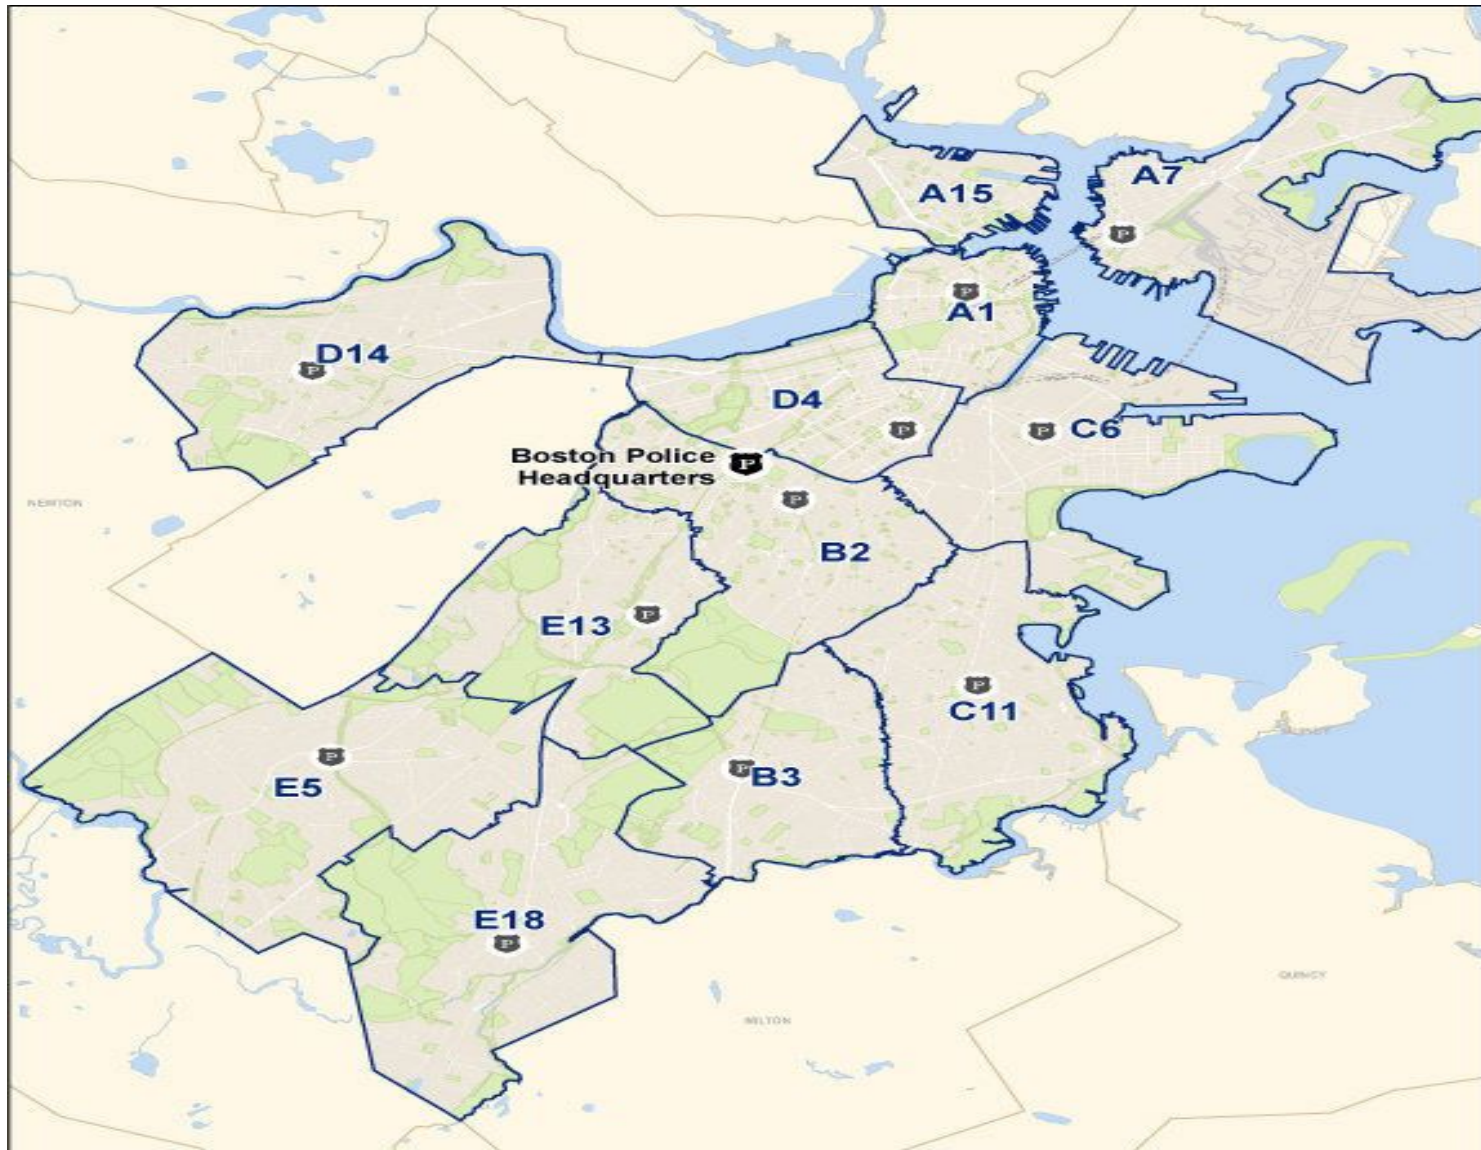 A7
A15
A1
D14
D4
C6
Boston Police
Headquarters
NEWTON
B2
E13
C11
B3
E5
E18
QUINCY
MILTON